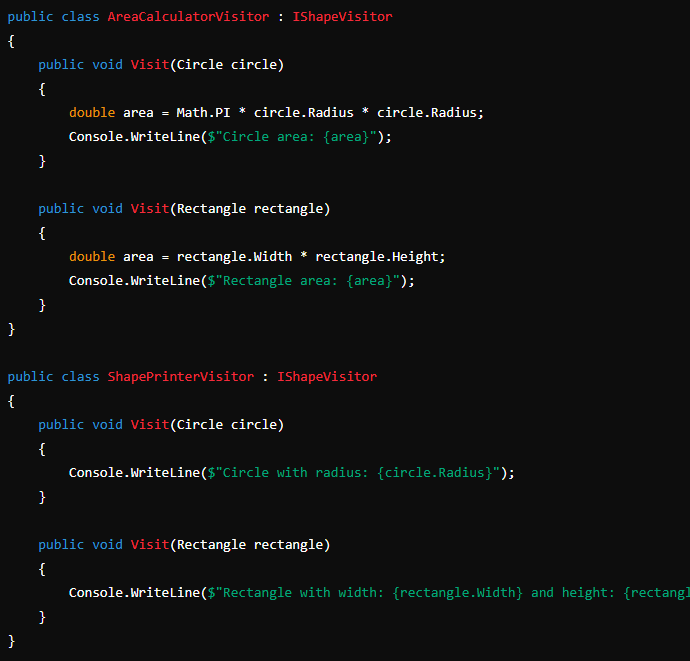 public class AreaCalculatorVisitor : IShapeVisitor
{
    public void Visit(Circle circle)
    {
        double area = Math.PI * circle.Radius * circle.Radius;
        Console.WriteLine($"Circle area: {area}");
    }

    public void Visit(Rectangle rectangle)
    {
        double area = rectangle.Width * rectangle.Height;
        Console.WriteLine($"Rectangle area: {area}");
    }
}

public class ShapePrinterVisitor : IShapeVisitor
{
    public void Visit(Circle circle)
    {
        Console.WriteLine($"Circle with radius: {circle.Radius}");
    }

    public void Visit(Rectangle rectangle)
    {
        Console.WriteLine($"Rectangle with width: {rectangle.Width} and height: {rectangl
    }
}